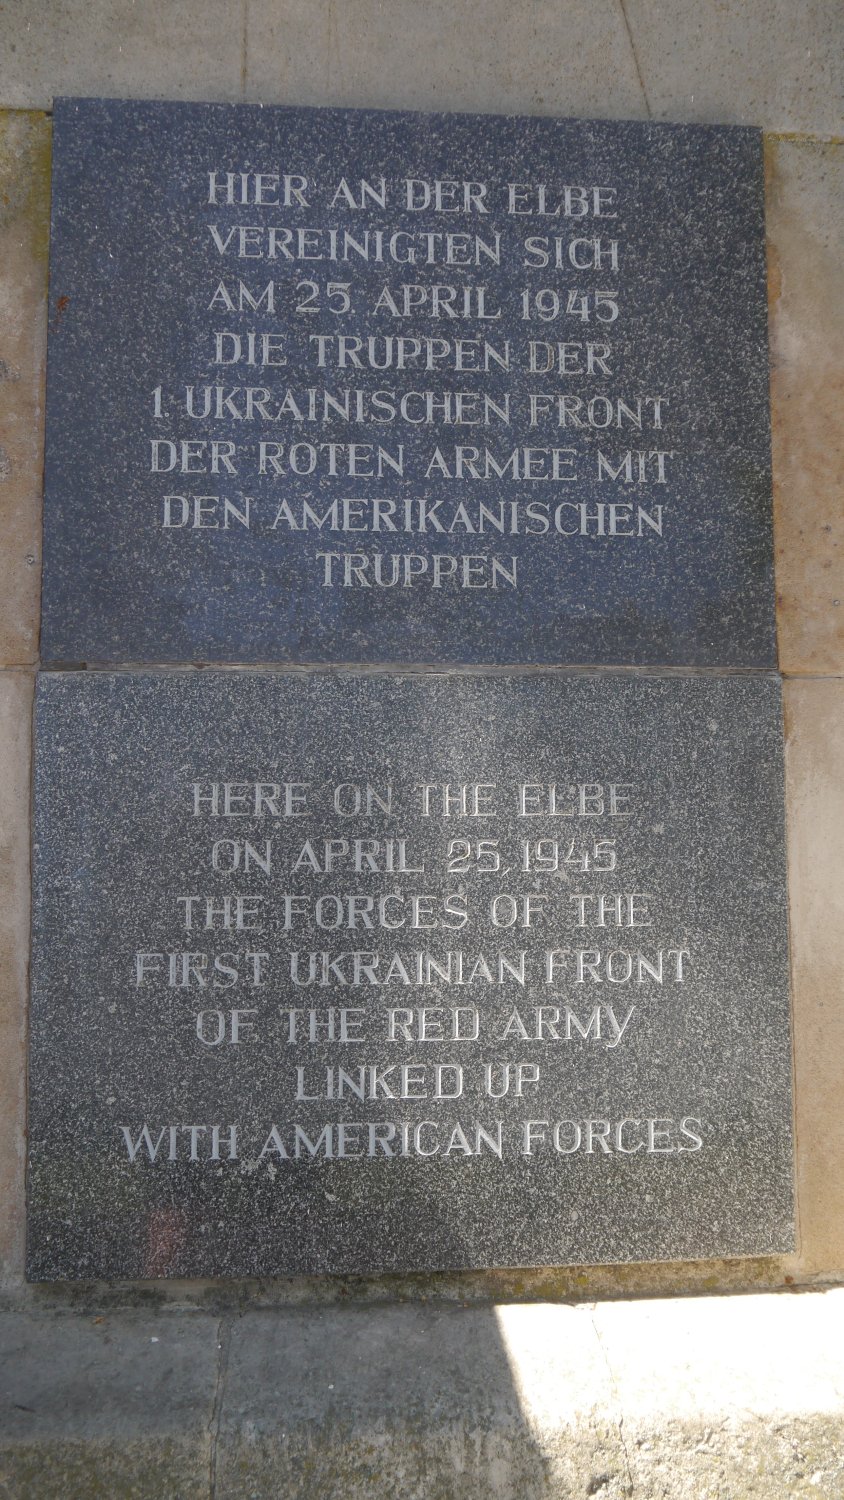 HIER AN DER ELBE
VEREINIGTEN SICH
AM 25. APRIL 1945
DIE TRUPPEN DER
1. UKRAINISCHEN FRONT
DER ROTEN ARMEE MIT
DEN AMERIKANISCHEN
TRUPPEN
HERE ON THE ELBE
ON APRIL 25, 1945
THE FORCES OF THE
FIRST UKRAINIAN FRONT
OF THE RED ARMY
LINKED UP
WITH AMERICAN FORCES